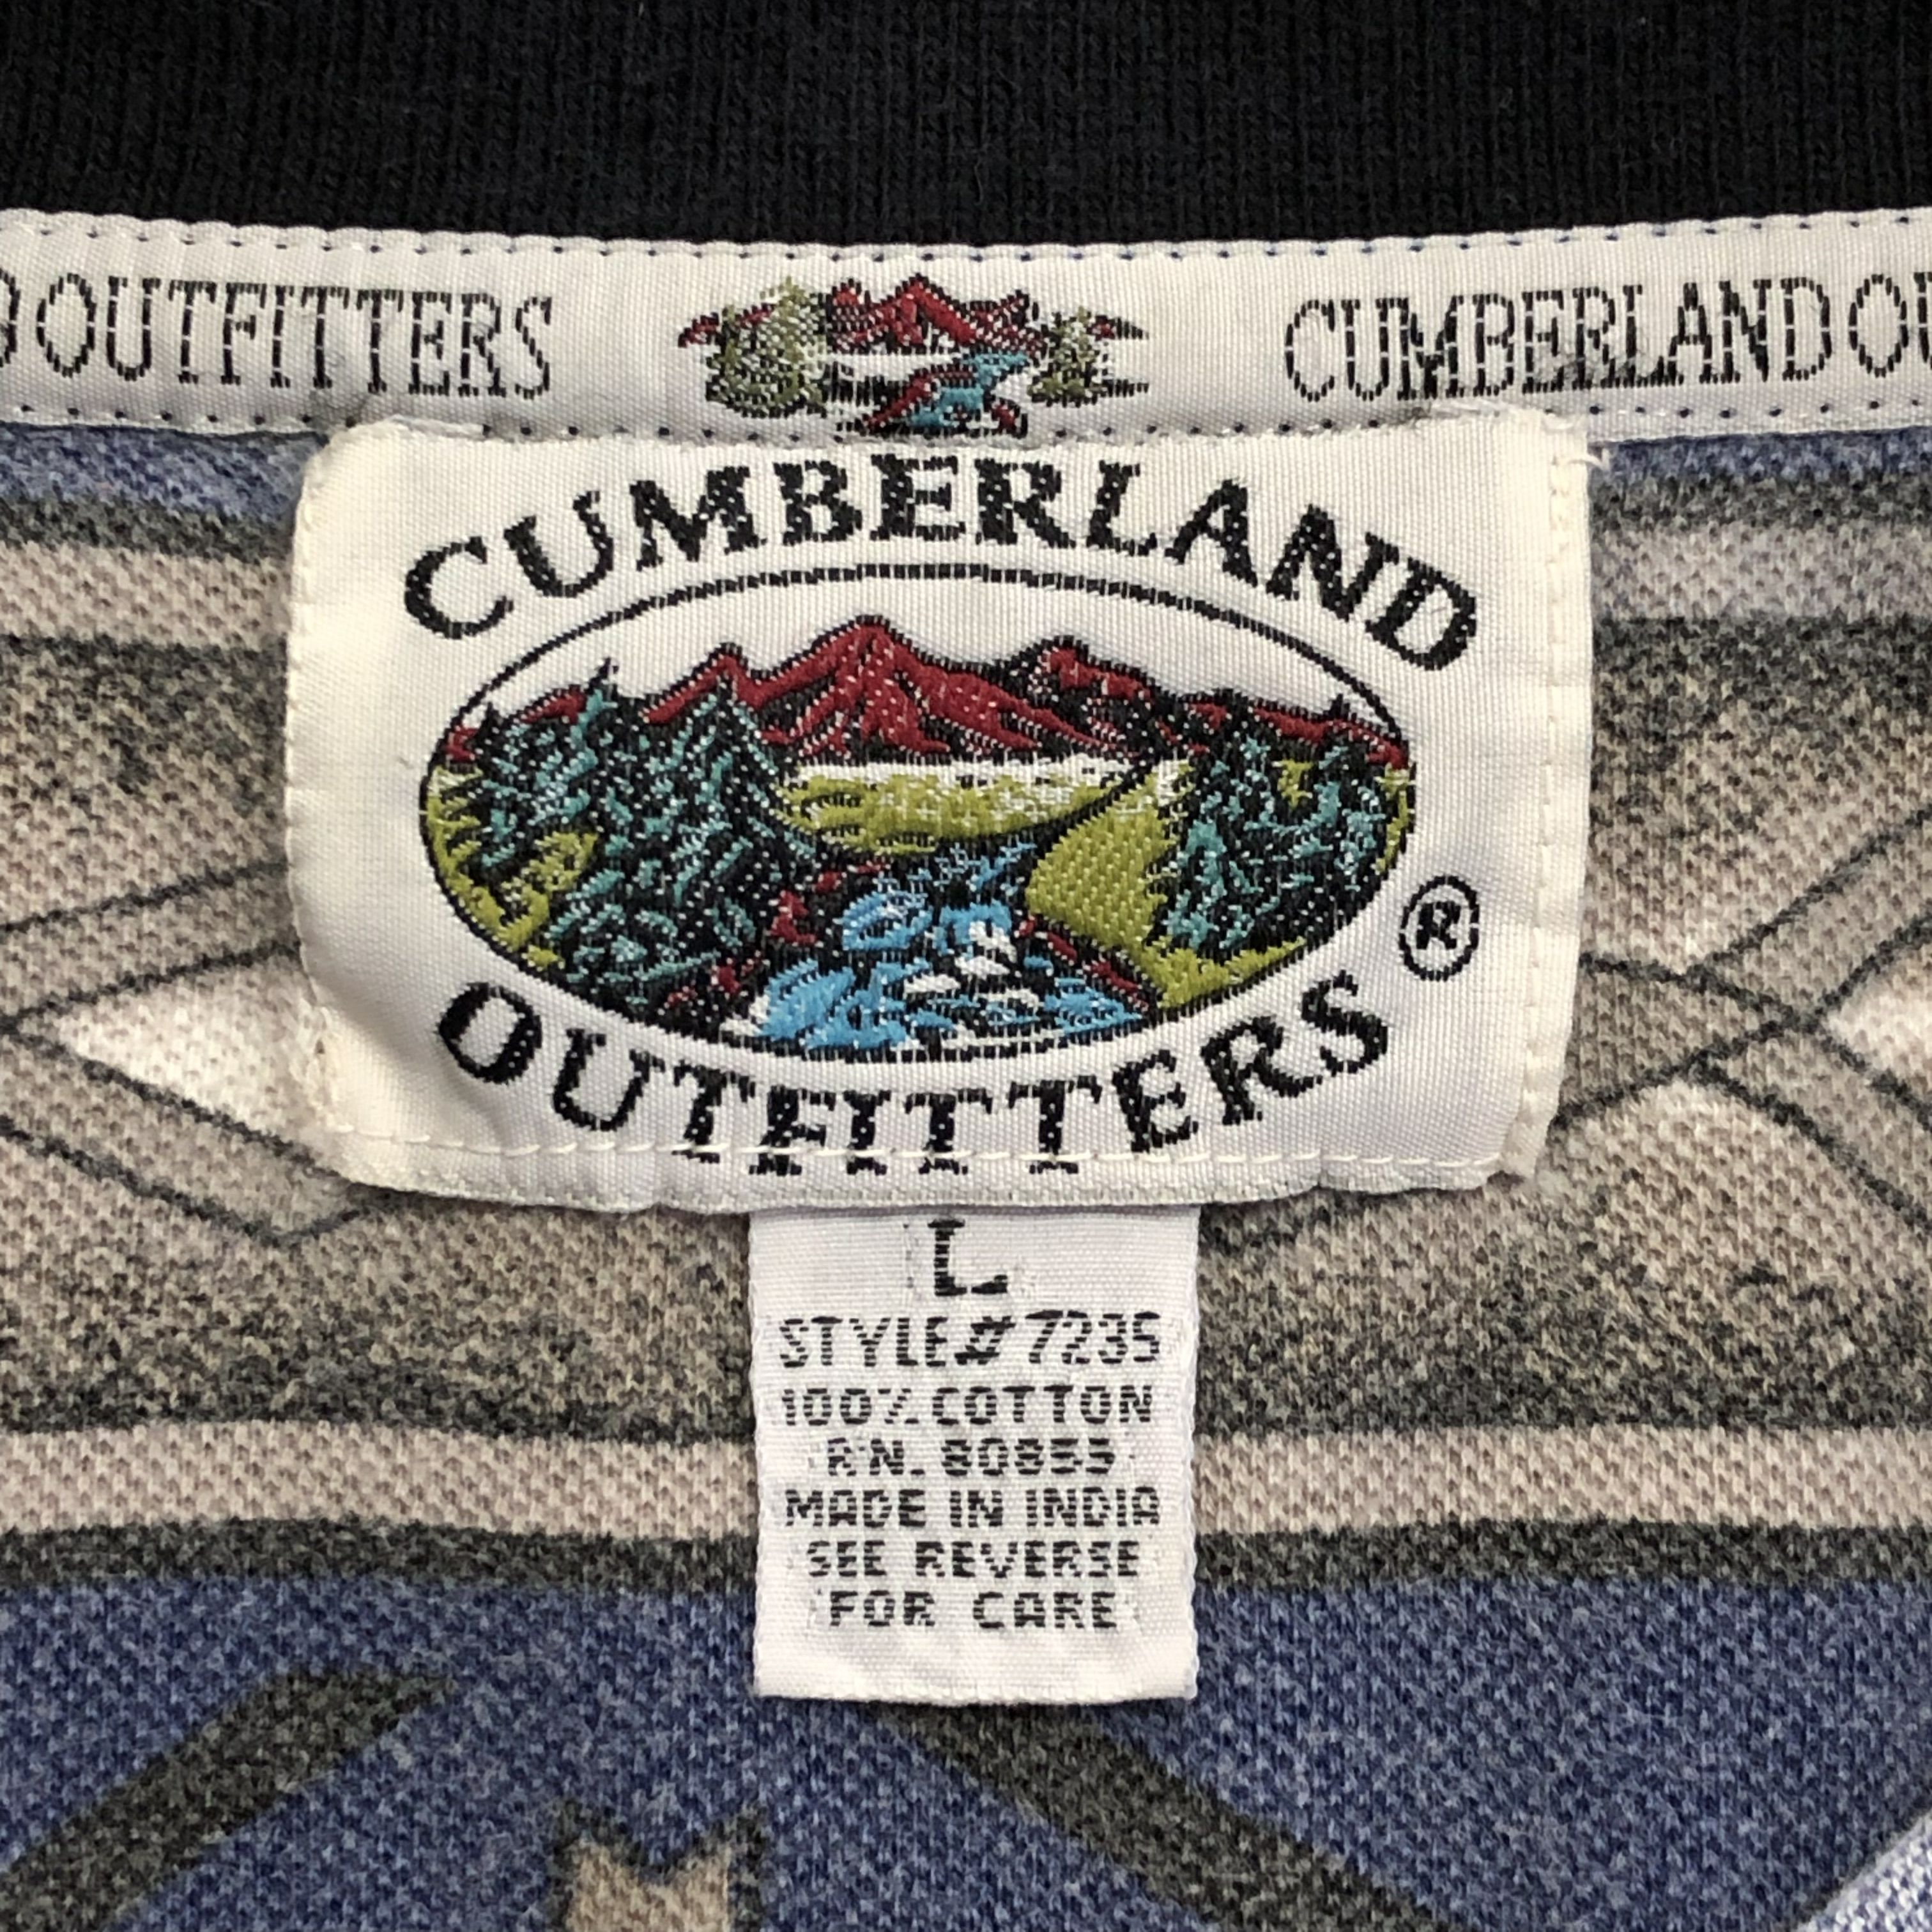 OUTFITTERS CUMBERLAND OU
CUMBERLAND
OUTFITTERS ®
L
STYLE# 7235
100% COTTON
RN. 80855
MADE IN INDIA
SEE REVERSE
FOR CARE